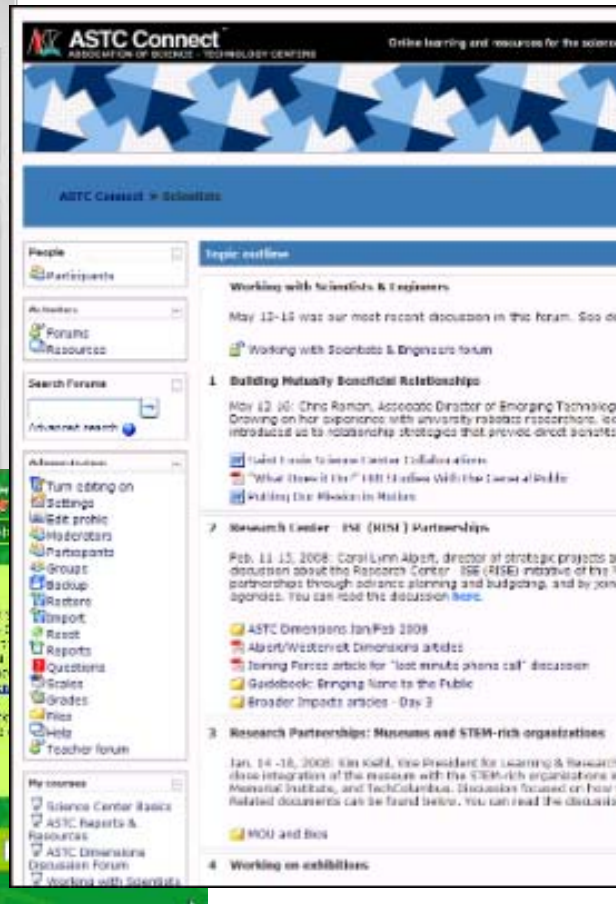 ASTC Connect
ASSOCIATION OF SCIENCE - TECHNOLOGY CENTERS
Online learning and resources for the scien
ASTC Connect » Scientists
People
Participants
Activities
Forums
Resources
Search Forums
Advanced search
Administration
Turn editing on
Settings
Edit profile
Moderators
Participants
Groups
Backup
Restore
Import
Reset
Reports
Questions
Scales
Grades
Files
Help
Teacher forum
My courses
Science Center Basics
ASTC Reports &
Resources
ASTC Dimensions
Discussion Forum
Working with Scientists
Topic outline
Working with Scientists & Engineers
May 12-16 was our most recent discussion in this forum. See de
Working with Scientists & Engineers forum
1 Building Mutually Beneficial Relationships
May 12-16: Chris Roman, Associate Director of Emerging Technolog
Drawing on her experience with university robotics researchers,
introduced us to relationship strategies that provide direct benefits
Saint Louis Science Center Collaborations
"What Does it Do?" HRI Studies With the General Public
Putting Our Mission in Motion
2 Research Center - ISE (RISE) Partnerships
Feb. 11-15, 2008: Carol Lynn Alpert, director of strategic projects
discussion about the Research Center - ISE (RISE) initiative of the
partnerships through advance planning and budgeting, and by join
agencies. You can read the discussion here.
ASTC Dimensions Jan/Feb 2008
Alpert/Westervelt Dimensions articles
Joining Forces article for "last minute phone call" discussion
Guidebook: Bringing Nano to the Public
Broader Impacts articles - Day 3
3 Research Partnerships: Museums and STEM-rich organizations
Jan. 14 -18, 2008: Kim Kiehl, Vice President for Learning & Research
close integration of the museum with the STEM-rich organizations
Memorial Institute, and TechColumbus. Discussion focused on how
Related documents can be found below. You can read the discussion
MOU and Bios
4 Working on exhibitions